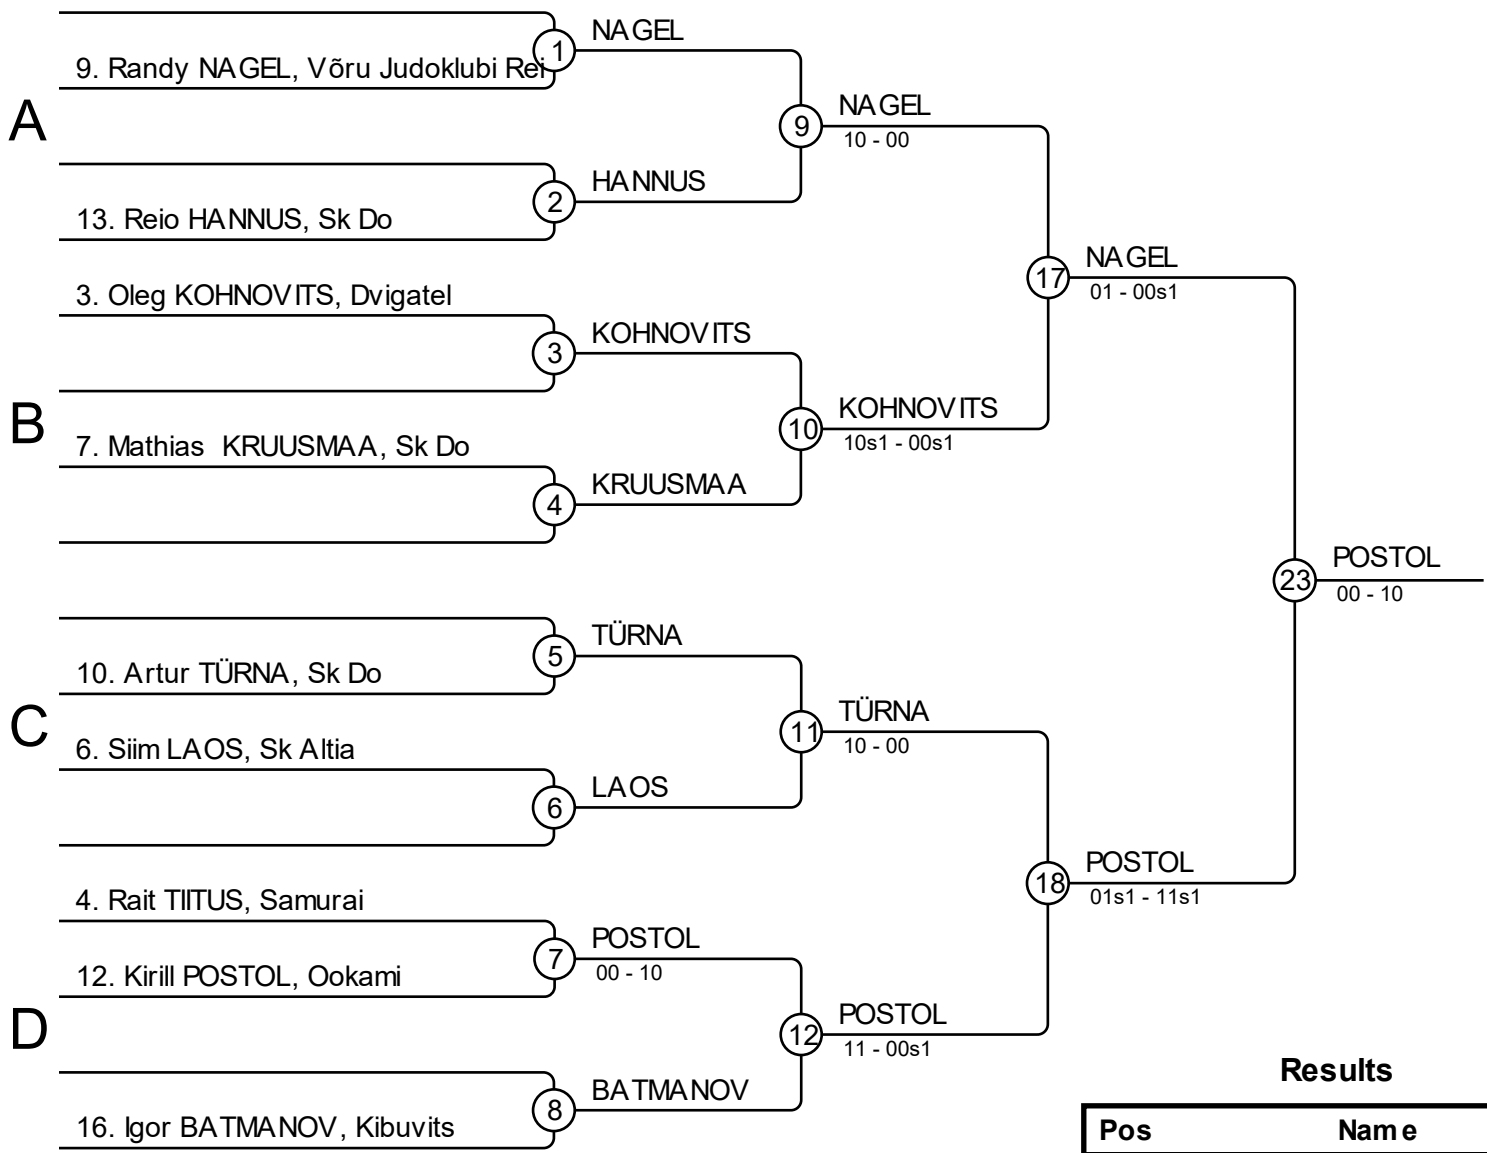 NAGEL
1
9. Randy NAGEL, Võru Judoklubi Rei
A
NAGEL
9
10 - 00
HANNUS
2
13. Reio HANNUS, Sk Do
NAGEL
17
01 - 00s1
3. Oleg KOHNOVITS, Dvigatel
KOHNOVITS
3
B
KOHNOVITS
10
10s1 - 00s1
7. Mathias KRUUSMAA, Sk Do
KRUUSMAA
4
POSTOL
23
00 - 10
TÜRNA
5
10. Artur TÜRNA, Sk Do
C
TÜRNA
11
10 - 00
6. Siim LAOS, Sk Altia
LAOS
6
POSTOL
18
01s1 - 11s1
4. Rait TIITUS, Samurai
POSTOL
7
00 - 10
12. Kirill POSTOL, Ookami
D
POSTOL
12
11 - 00s1
BATMANOV
8
16. Igor BATMANOV, Kibuvits
Results
Pos Name